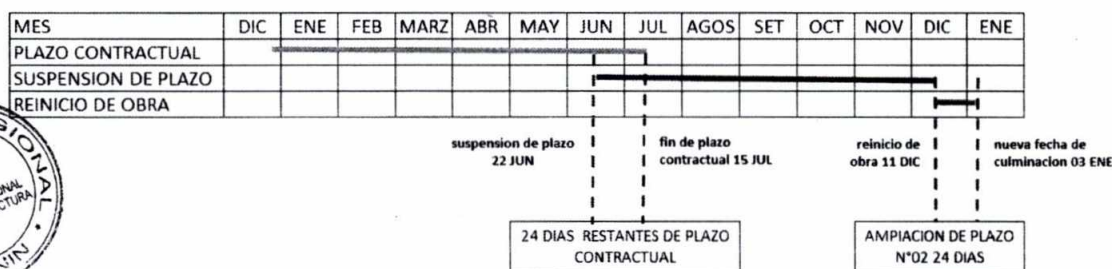 MES DIC ENE FEB MARZ ABR MAY JUN JUL AGOS SET OCT NOV DIC ENE
PLAZO CONTRACTUAL
SUSPENSION DE PLAZO
REINICIO DE OBRA
suspension de plazo
22 JUN
fin de plazo
contractual 15 JUL
reinicio de
obra 11 DIC
nueva fecha de
culminacion 03 ENE
24 DIAS RESTANTES DE PLAZO
CONTRACTUAL
AMPIACION DE PLAZO
N°02 24 DIAS